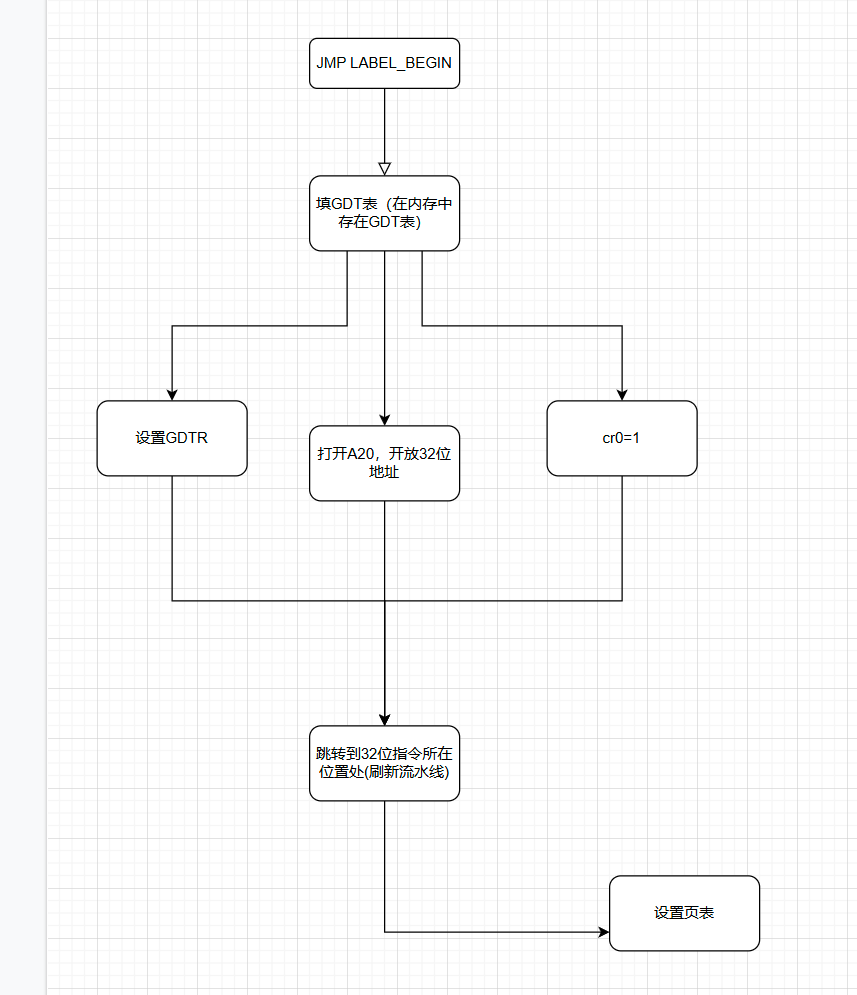 JMP LABEL_BEGIN
填GDT表（在内存中
存在GDT表）
设置GDTR
打开A20，开放32位
地址
cr0=1
跳转到32位指令所在
位置处(刷新流水线)
设置页表